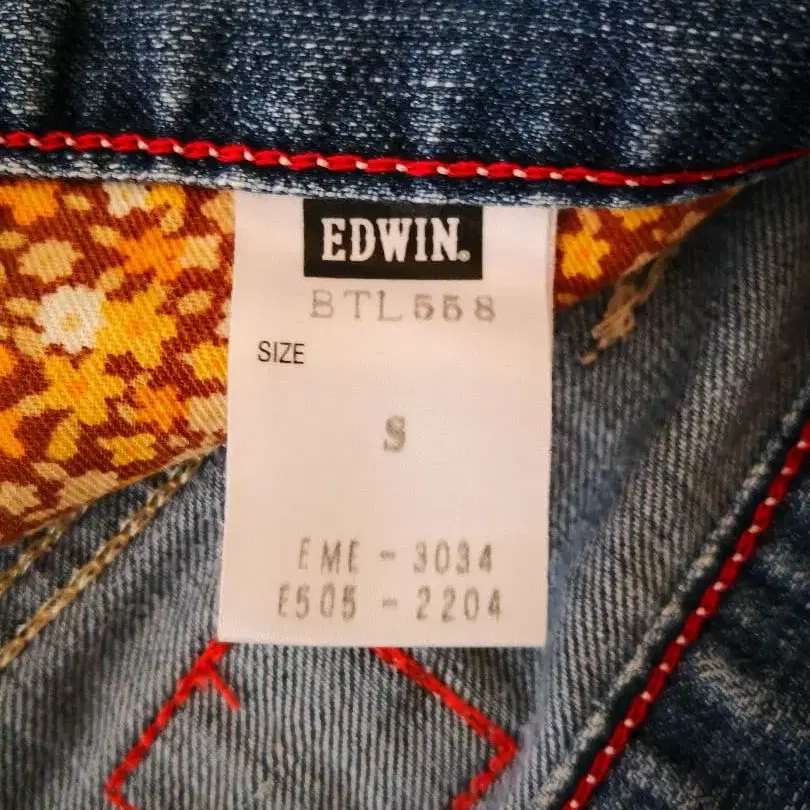 EDWIN.
BTL558
SIZE
S
EME - 3034
E505 - 2204